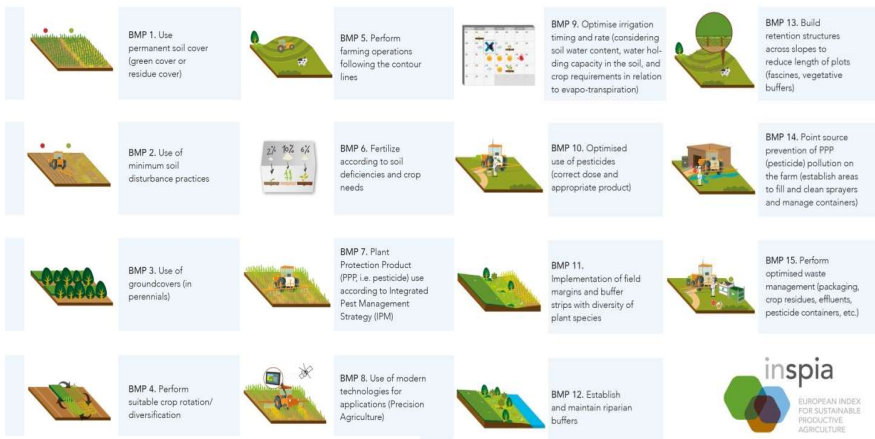 BMP 1. Use
permanent soil cover
(green cover or
residue cover)
BMP 2. Use of
minimum soil
disturbance practices
BMP 3. Use of
groundcovers (in
perennials)
BMP 4. Perform
suitable crop rotation/
diversification
BMP 5. Perform
farming operations
following the contour
lines
2% 10% 6%
BMP 6. Fertilize
according to soil
deficiencies and crop
needs
BMP 7. Plant
Protection Product
(PPP, i.e. pesticide) use
according to Integrated
Pest Management
Strategy (IPM)
BMP 8. Use of modern
technologies for
applications (Precision
Agriculture)
BMP 9. Optimise irrigation
timing and rate (considering
soil water content, water hol-
ding capacity in the soil, and
crop requirements in relation
to evapo-transpiration)
BMP 10. Optimised
use of pesticides
(correct dose and
appropriate product)
BMP 11.
Implementation of field
margins and buffer
strips with diversity of
plant species
BMP 12. Establish
and maintain riparian
buffers
BMP 13. Build
retention structures
across slopes to
reduce length of plots
(fascines, vegetative
buffers)
BMP 14. Point source
prevention of PPP
(pesticide) pollution on
the farm (establish areas
to fill and clean sprayers
and manage containers)
BMP 15. Perform
optimised waste
management (packaging,
crop residues, effluents,
pesticide containers, etc.)
inspia
EUROPEAN INDEX
FOR SUSTAINABLE
PRODUCTIVE
AGRICULTURE